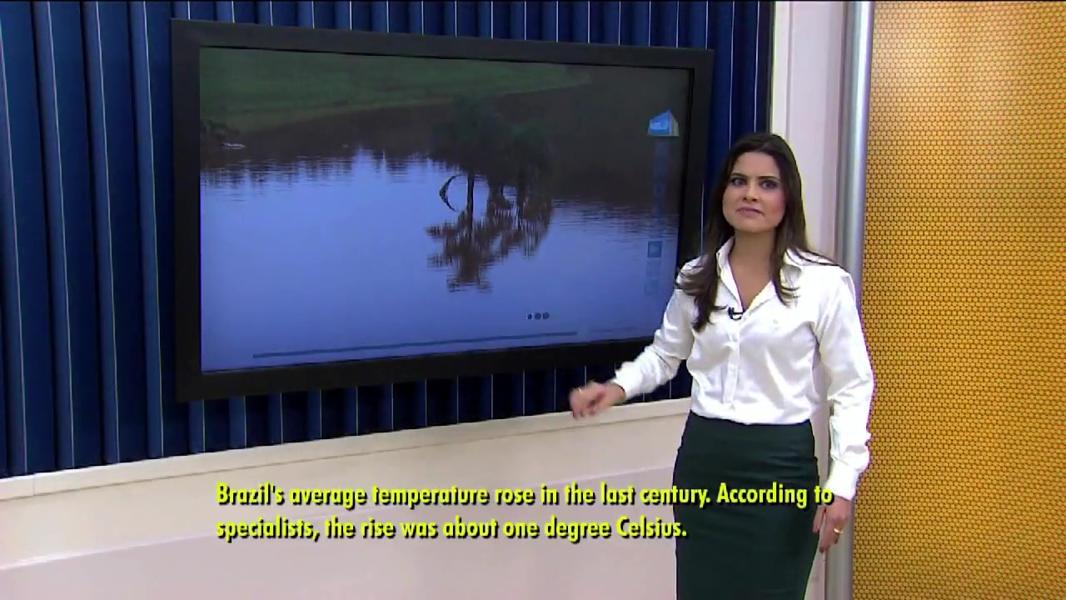 Brazil's average temperature rose in the last century. According to
specialists, the rise was about one degree Celsius.